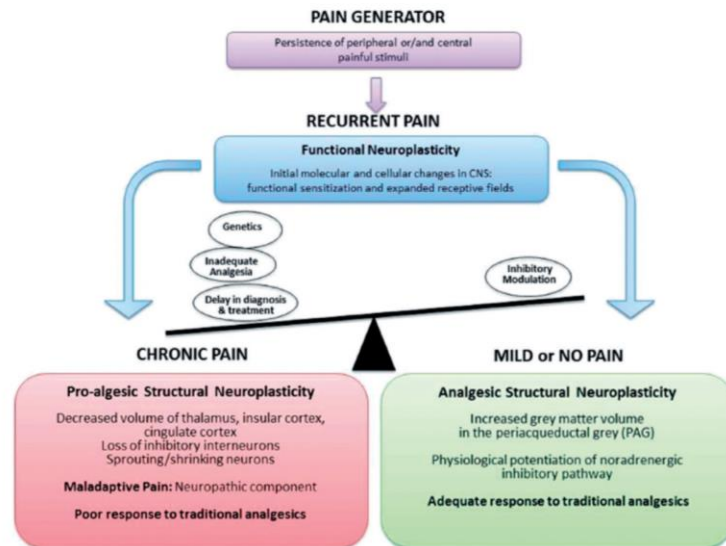 PAIN GENERATOR
Persistence of peripheral or/and central
painful stimuli
RECURRENT PAIN
Functional Neuroplasticity
Initial molecular and cellular changes in CNS:
functional sensitization and expanded receptive fields
Genetics
Inadequate
Analgesia
Delay in diagnosis
& treatment
Inhibitory
Modulation
CHRONIC PAIN
Pro-algesic Structural Neuroplasticity
Decreased volume of thalamus, insular cortex,
cingulate cortex
Loss of inhibitory interneurons
Sprouting/shrinking neurons
Maladaptive Pain: Neuropathic component
Poor response to traditional analgesics
MILD or NO PAIN
Analgesic Structural Neuroplasticity
Increased grey matter volume
in the periacqueductal grey (PAG)
Physiological potentiation of noradrenergic
inhibitory pathway
Adequate response to traditional analgesics